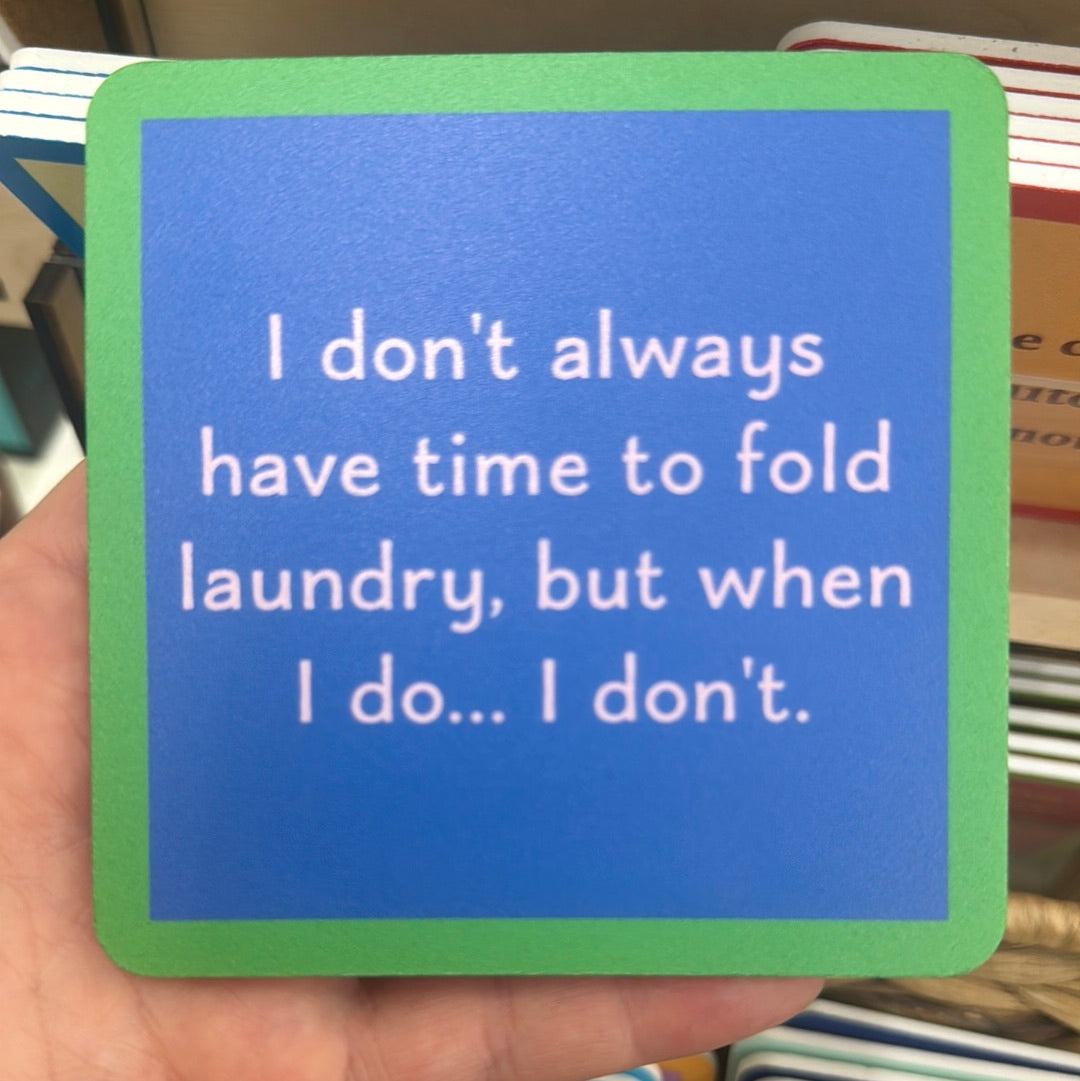 I don't always
have time to fold
laundry, but when
I do... I don't.